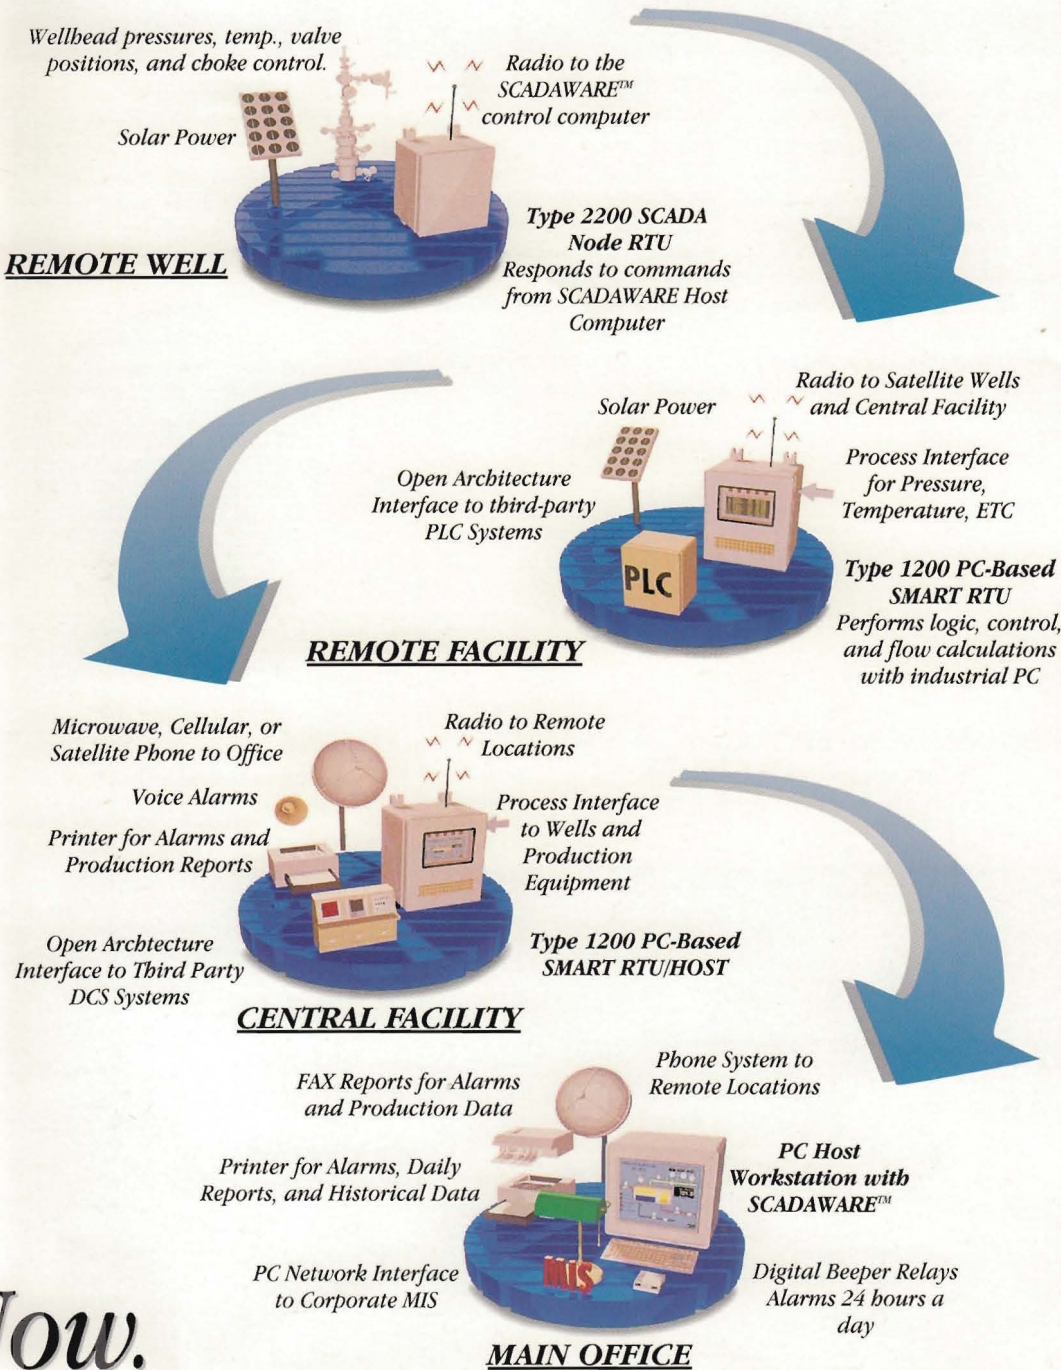 Wellhead pressures, temp., valve
positions, and choke control.
Radio to the
SCADAWARE™
control computer
Solar Power
Type 2200 SCADA
Node RTU
Responds to commands
from SCADAWARE Host
Computer
REMOTE WELL
Radio to Satellite Wells
and Central Facility
Solar Power
Open Architecture
Interface to third-party
PLC Systems
Process Interface
for Pressure,
Temperature, ETC
PLC
Type 1200 PC-Based
SMART RTU
Performs logic, control,
and flow calculations
with industrial PC
REMOTE FACILITY
Microwave, Cellular, or
Satellite Phone to Office
Radio to Remote
Locations
Voice Alarms
Printer for Alarms and
Production Reports
Process Interface
to Wells and
Production
Equipment
Open Archtecture
Interface to Third Party
DCS Systems
Type 1200 PC-Based
SMART RTU/HOST
CENTRAL FACILITY
FAX Reports for Alarms
and Production Data
Phone System to
Remote Locations
Printer for Alarms, Daily
Reports, and Historical Data
PC Host
Workstation with
SCADAWARE™
PC Network Interface
to Corporate MIS
MIS
Digital Beeper Relays
Alarms 24 hours a
day
MAIN OFFICE
Now.